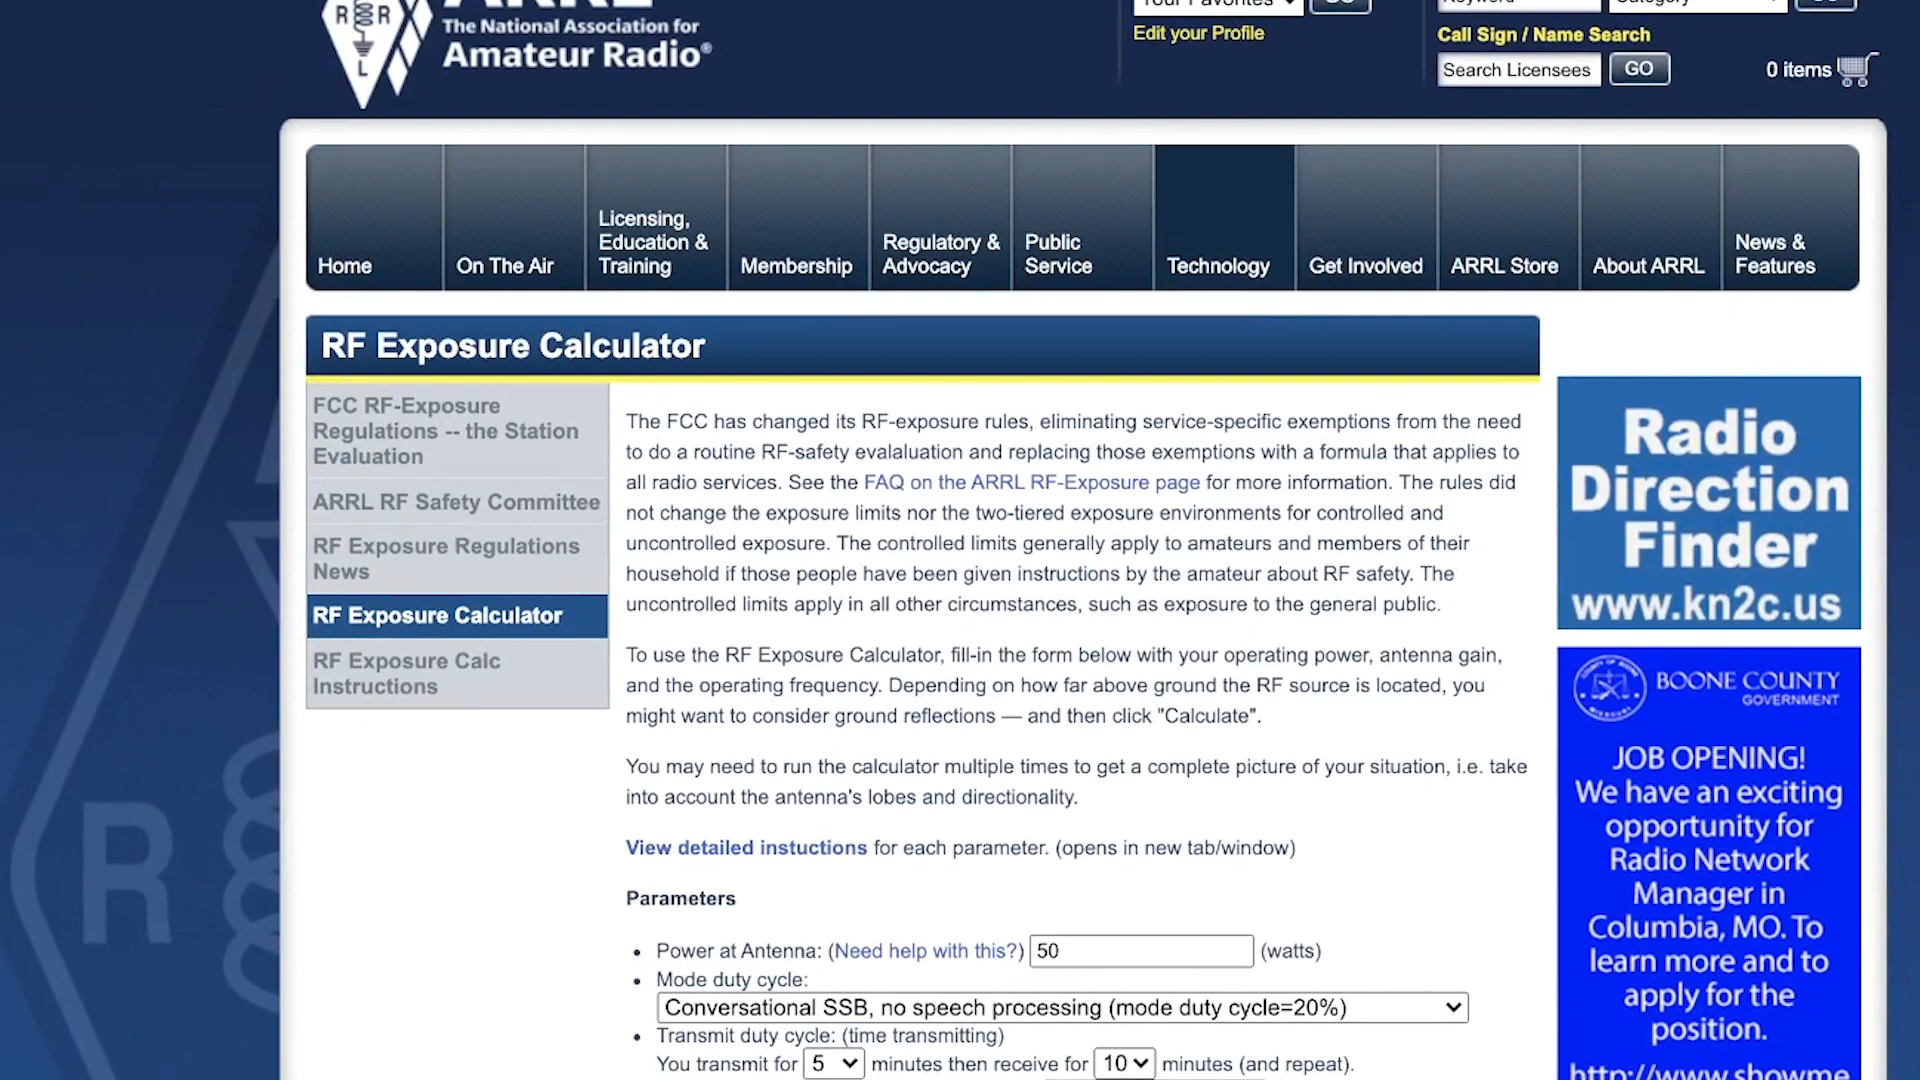 R R L
The National Association for
Amateur Radio®
Edit your Profile
GO
Call Sign / Name Search
Search Licensees GO
0 items
Home
On The Air
Licensing,
Education &
Training
Membership
Regulatory &
Advocacy
Public
Service
Technology
Get Involved
ARRL Store
About ARRL
News &
Features
RF Exposure Calculator
FCC RF-Exposure
Regulations -- the Station
Evaluation
ARRL RF Safety Committee
RF Exposure Regulations
News
RF Exposure Calculator
RF Exposure Calc
Instructions
The FCC has changed its RF-exposure rules, eliminating service-specific exemptions from the need
to do a routine RF-safety evalaluation and replacing those exemptions with a formula that applies to
all radio services. See the FAQ on the ARRL RF-Exposure page for more information. The rules did
not change the exposure limits nor the two-tiered exposure environments for controlled and
uncontrolled exposure. The controlled limits generally apply to amateurs and members of their
household if those people have been given instructions by the amateur about RF safety. The
uncontrolled limits apply in all other circumstances, such as exposure to the general public.
To use the RF Exposure Calculator, fill-in the form below with your operating power, antenna gain,
and the operating frequency. Depending on how far above ground the RF source is located, you
might want to consider ground reflections — and then click "Calculate".
You may need to run the calculator multiple times to get a complete picture of your situation, i.e. take
into account the antenna's lobes and directionality.
View detailed instuctions for each parameter. (opens in new tab/window)
Parameters
• Power at Antenna: (Need help with this?) 50 (watts)
• Mode duty cycle:
Conversational SSB, no speech processing (mode duty cycle=20%)
• Transmit duty cycle: (time transmitting)
You transmit for 5 minutes then receive for 10 minutes (and repeat).
Radio
Direction
Finder
www.kn2c.us
BOONE COUNTY
GOVERNMENT
JOB OPENING!
We have an exciting
opportunity for
Radio Network
Manager in
Columbia, MO. To
learn more and to
apply for the
position.
http://www.showme
R